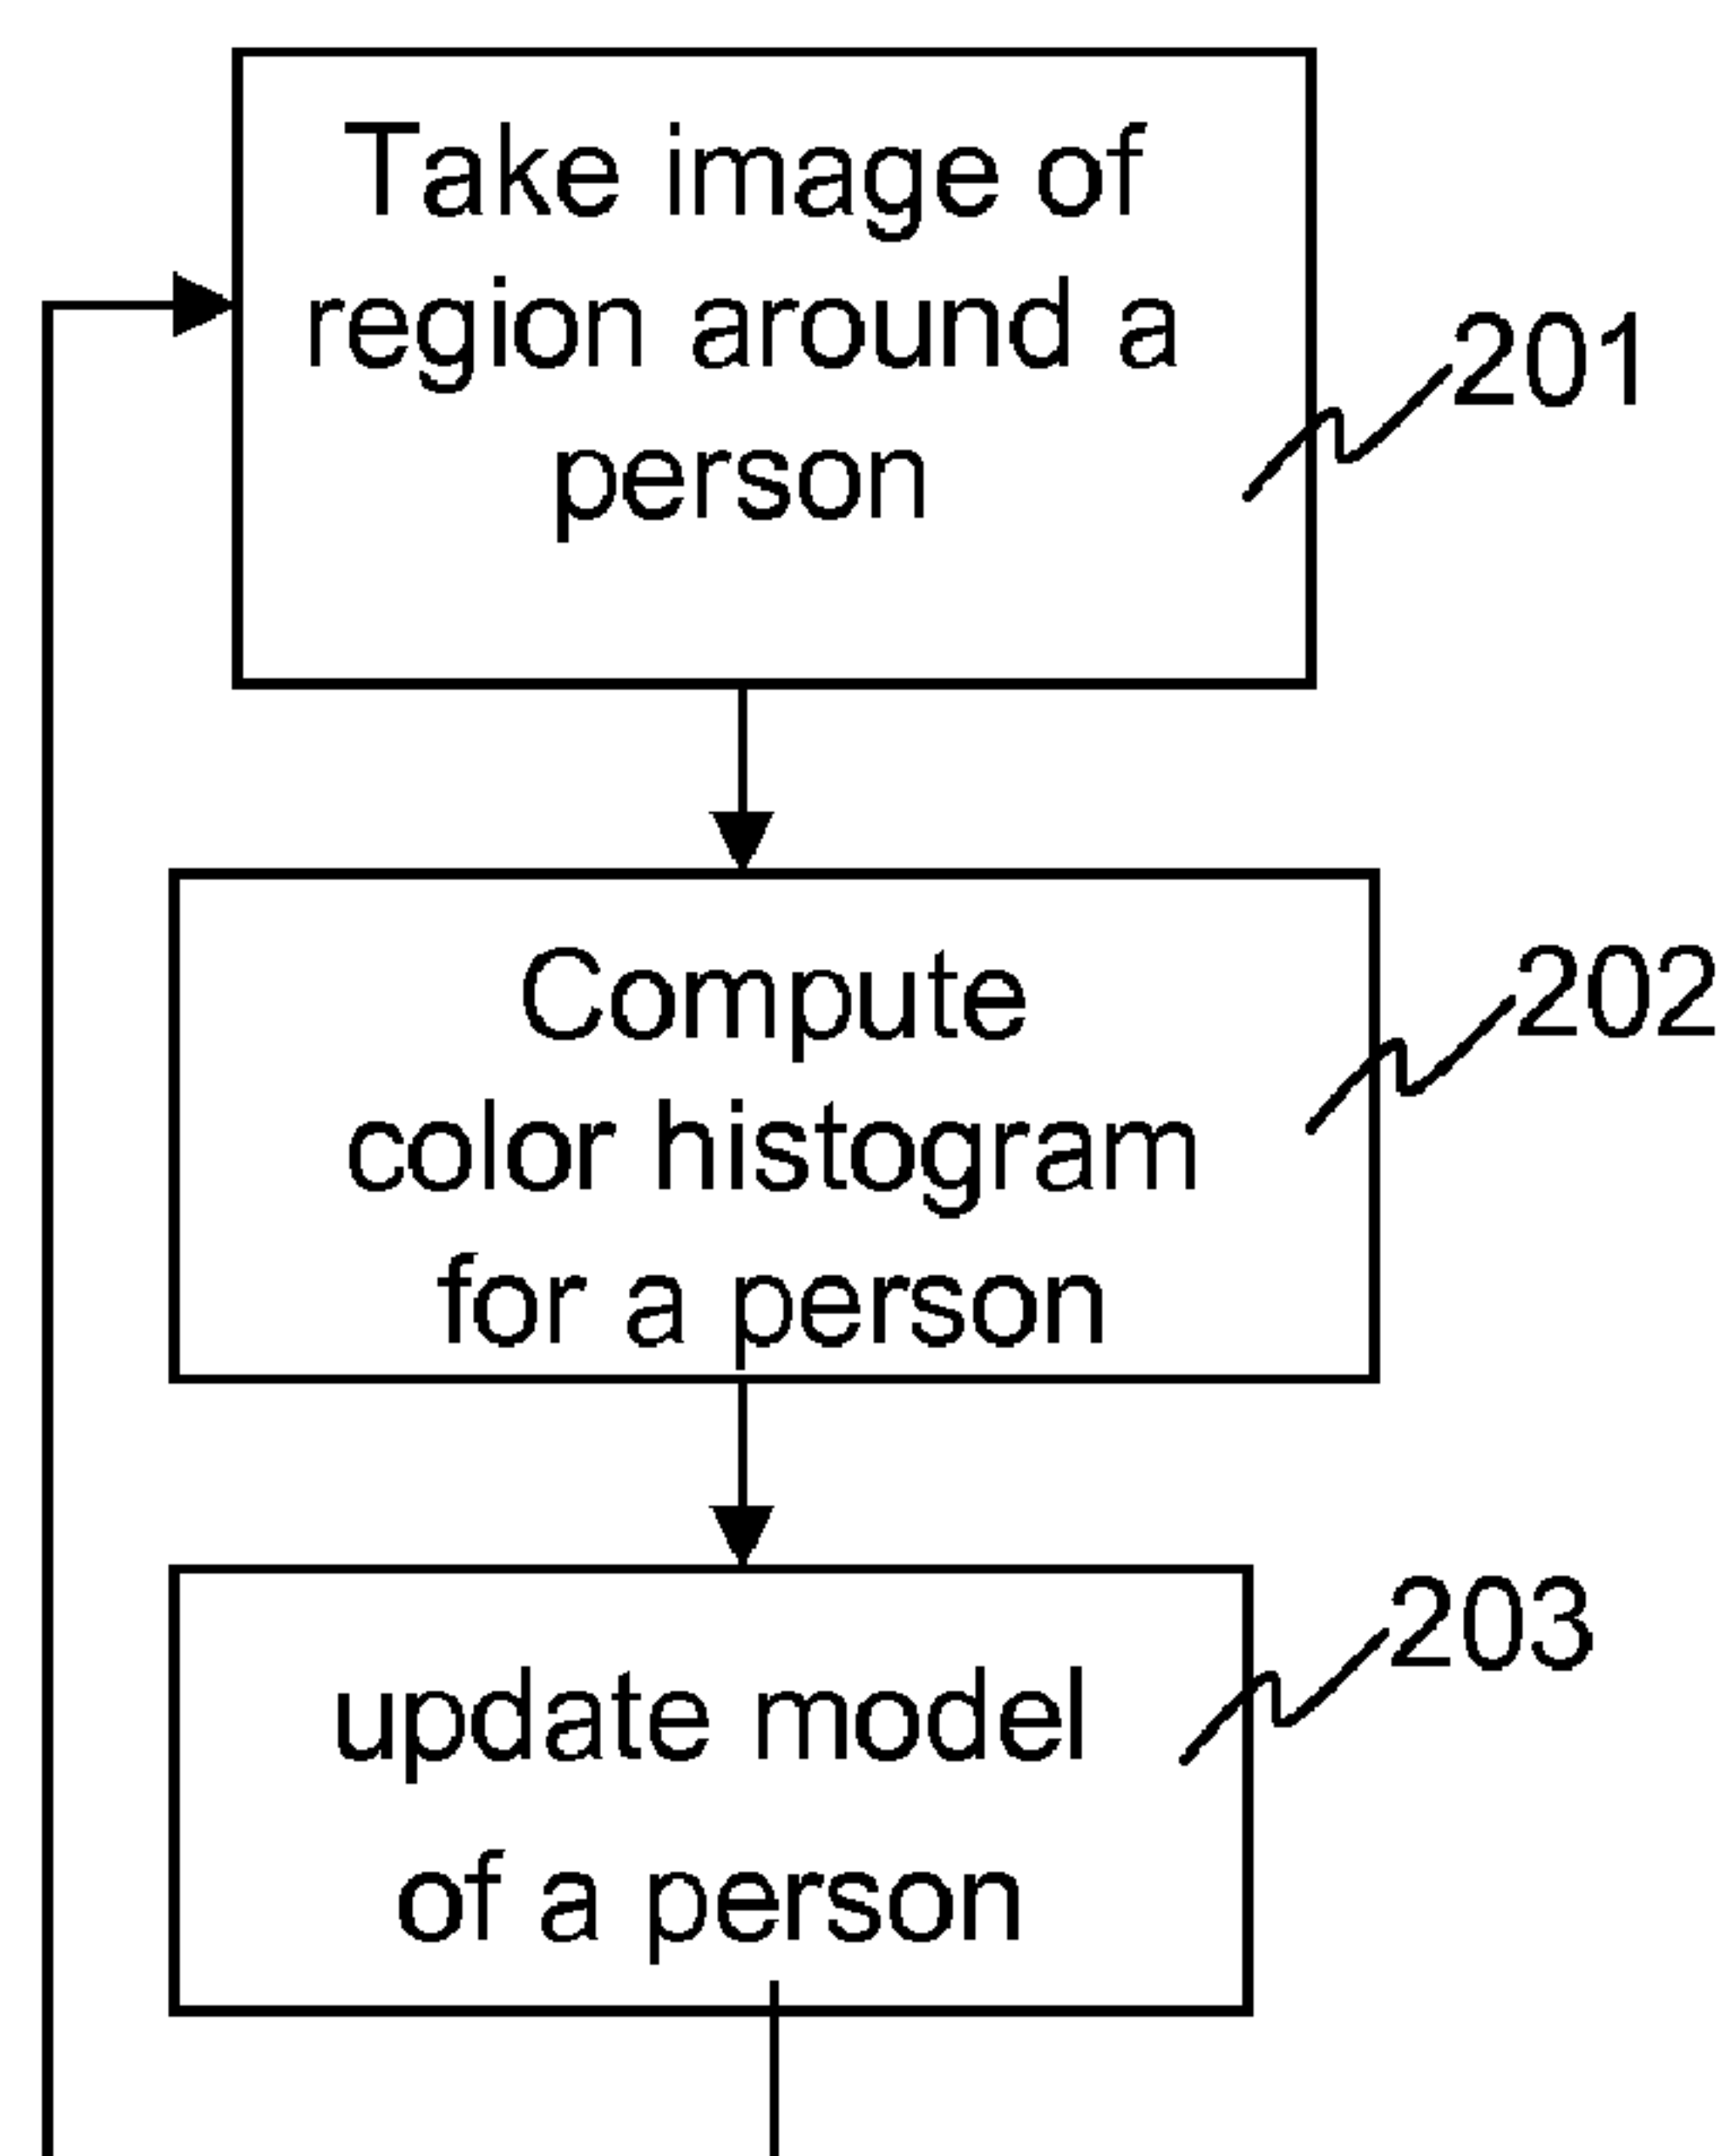 Take image of
region around a
person
201
Compute
color histogram
for a person
202
update model
of a person
203